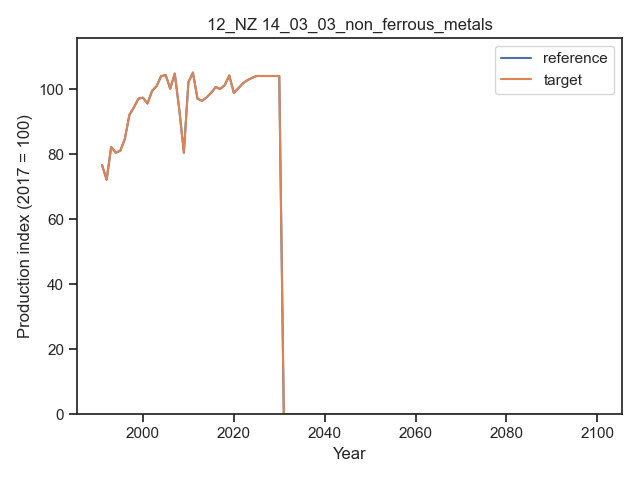 12_NZ 14_03_03_non_ferrous_metals
reference
target
Production index (2017 = 100)
100
80
60
40
20
0
2000 2020 2040 2060 2080 2100
Year